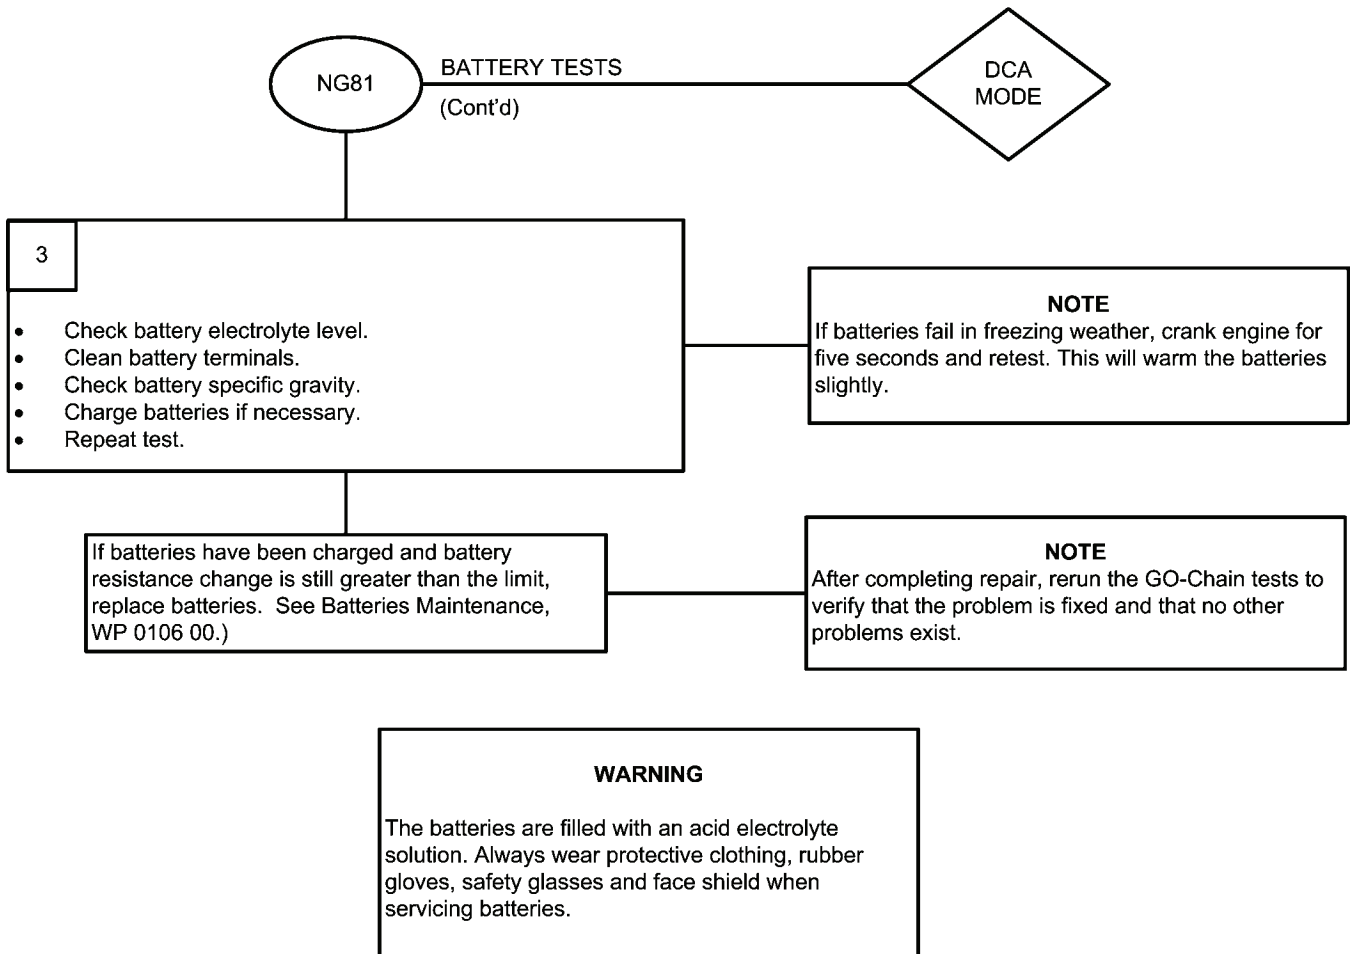 NG81
BATTERY TESTS
(Cont'd)
DCA
MODE
3
• Check battery electrolyte level.
• Clean battery terminals.
• Check battery specific gravity.
• Charge batteries if necessary.
• Repeat test.
NOTE
If batteries fail in freezing weather, crank engine for
five seconds and retest. This will warm the batteries
slightly.
If batteries have been charged and battery
resistance change is still greater than the limit,
replace batteries.  See Batteries Maintenance,
WP 0106 00.)
NOTE
After completing repair, rerun the GO-Chain tests to
verify that the problem is fixed and that no other
problems exist.
WARNING
The batteries are filled with an acid electrolyte
solution. Always wear protective clothing, rubber
gloves, safety glasses and face shield when
servicing batteries.